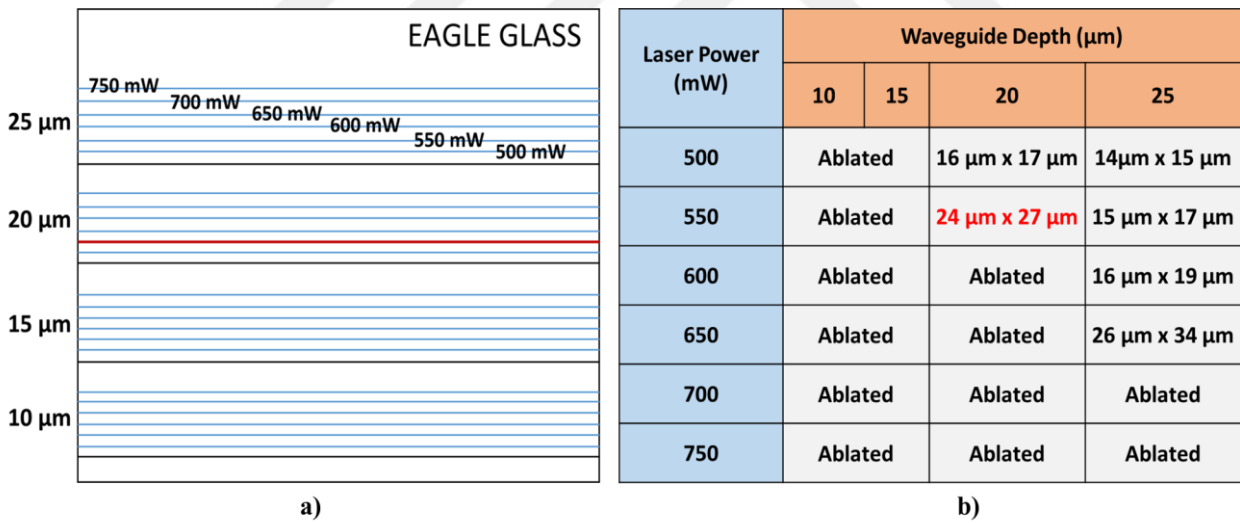 EAGLE GLASS
750 mW
700 mW
650 mW
600 mW
550 mW
500 mW
25 µm
20 µm
15 µm
10 µm
a)
Laser Power (mW) Waveguide Depth (µm)
10 15 20 25
500 Ablated 16 µm x 17 µm 14µm x 15 µm
550 Ablated 24 µm x 27 µm 15 µm x 17 µm
600 Ablated Ablated 16 µm x 19 µm
650 Ablated Ablated 26 µm x 34 µm
700 Ablated Ablated Ablated
750 Ablated Ablated Ablated
b)